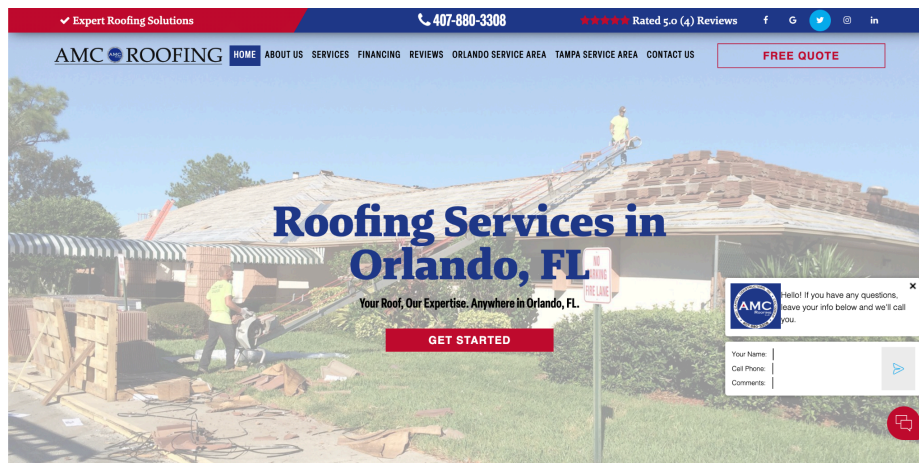 Expert Roofing Solutions
407-880-3308
Rated 5.0 (4) Reviews
f G in
AMC AMC ROOFING
HOME ABOUT US SERVICES FINANCING REVIEWS ORLANDO SERVICE AREA TAMPA SERVICE AREA CONTACT US
FREE QUOTE
Roofing Services in
Orlando, FL
NO
PARKING
FIRE LANE
Your Roof, Our Expertise. Anywhere in Orlando, FL.
GET STARTED
AMC
Roofing
Hello! If you have any questions,
leave your info below and we'll call
you.
Your Name:
Cell Phone:
Comments: